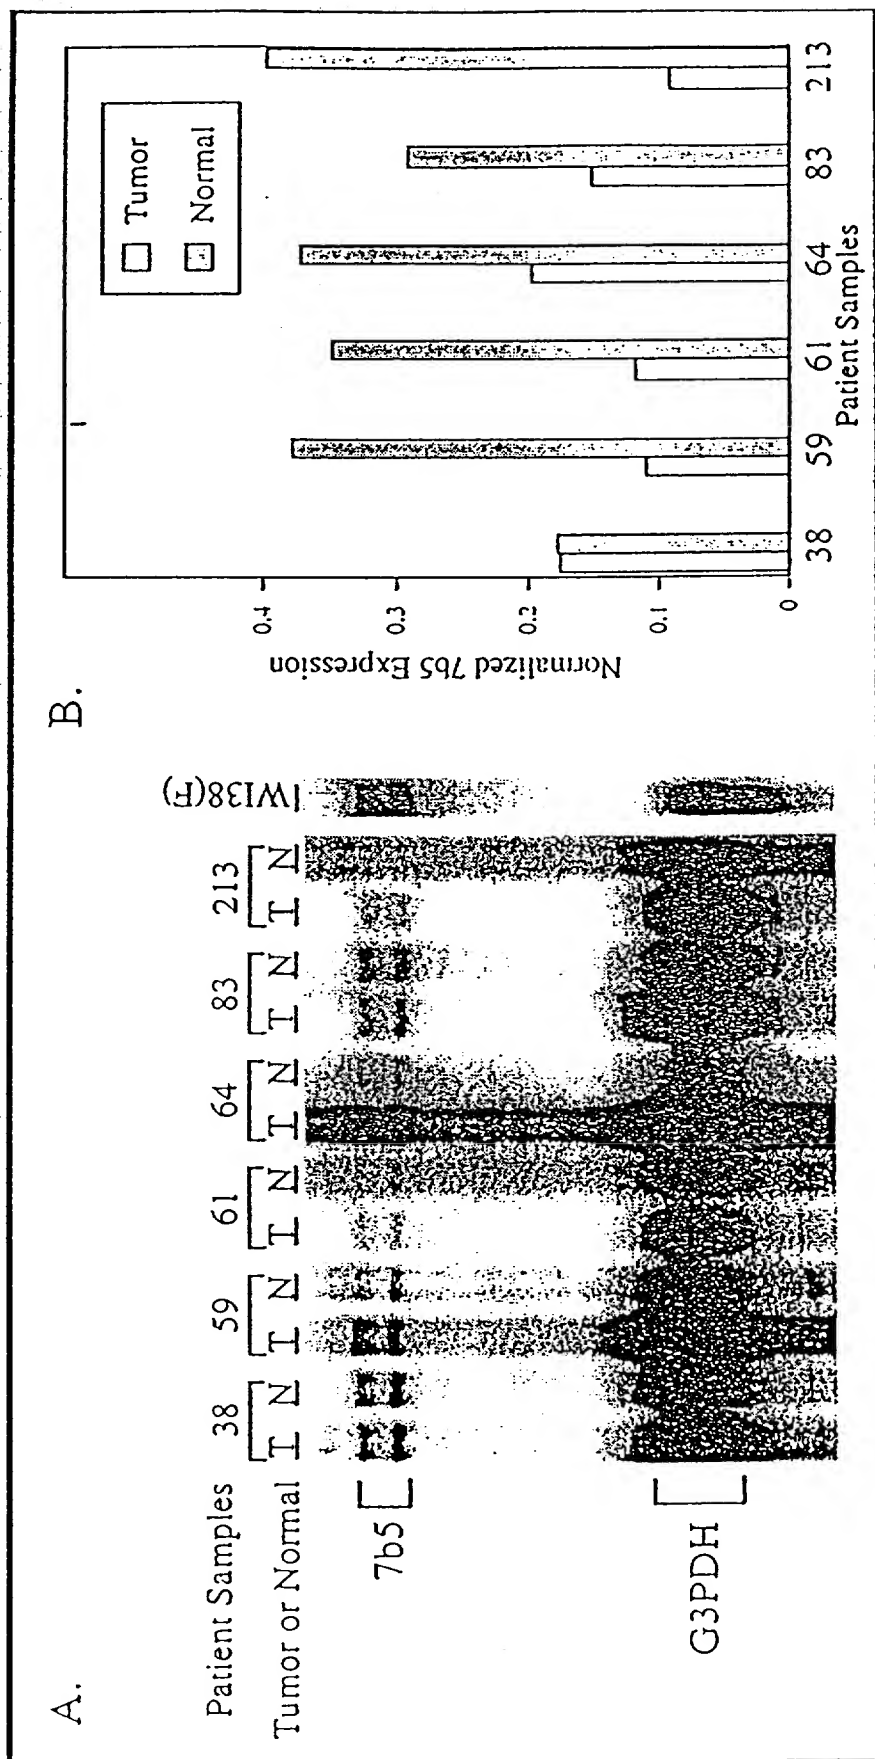 A.
Patient Samples
38 59 61 64 83 213
Tumor or Normal
T N T N T N T N T N T N
WI38(F)
7b5
G3PDH
B.
Tumor
Normal
Normalized 7b5 Expression
0.4
0.3
0.2
0.1
0
38 59 61 64 83 213
Patient Samples